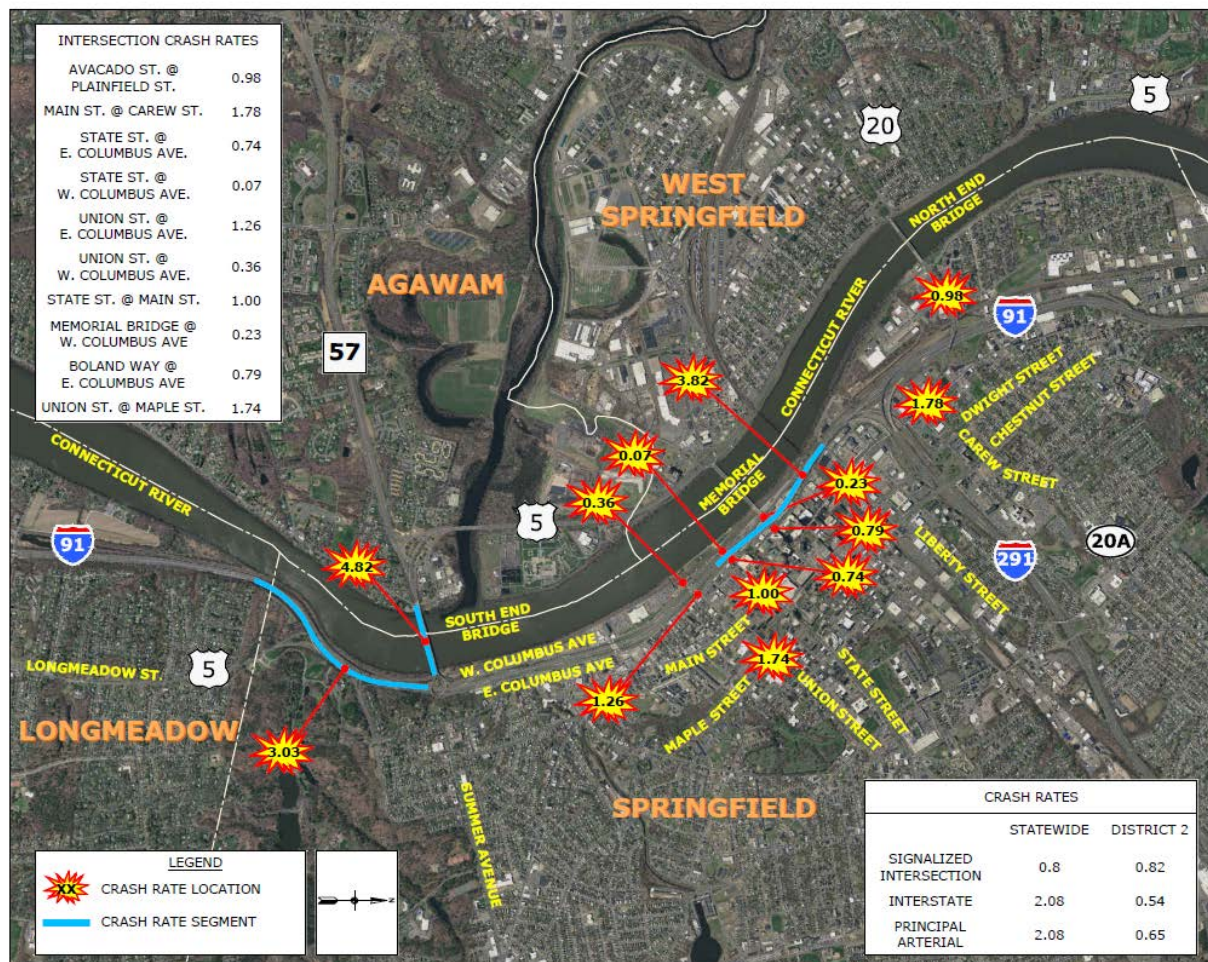 INTERSECTION CRASH RATES
AVACADO ST. @
PLAINFIELD ST. 0.98
MAIN ST. @ CAREW ST. 1.78
STATE ST. @
E. COLUMBUS AVE. 0.74
STATE ST. @
W. COLUMBUS AVE. 0.07
UNION ST. @
E. COLUMBUS AVE. 1.26
UNION ST. @
W. COLUMBUS AVE. 0.36
STATE ST. @ MAIN ST. 1.00
MEMORIAL BRIDGE @
W. COLUMBUS AVE 0.23
BOLAND WAY @
E. COLUMBUS AVE 0.79
UNION ST. @ MAPLE ST. 1.74
5
20
WEST
SPRINGFIELD
NORTH END
BRIDGE
AGAWAM
57
0.98
91
CONNECTICUT RIVER
3.82
1.78
DWIGHT STREET
CHESTNUT STREET
CAREW STREET
0.07
MEMORIAL
BRIDGE
0.36
0.23
0.79
5
CONNECTICUT RIVER
91
4.82
0.74
1.00
LIBERTY STREET
291
20A
SOUTH END
BRIDGE
W. COLUMBUS AVE
E. COLUMBUS AVE
MAIN STREET
1.74
STATE STREET
UNION STREET
MAPLE STREET
1.26
LONGMEADOW ST.
5
LONGMEADOW
3.03
SUMMER AVENUE
SPRINGFIELD
LEGEND
XX CRASH RATE LOCATION
CRASH RATE SEGMENT
N
CRASH RATES
STATEWIDE DISTRICT 2
SIGNALIZED
INTERSECTION 0.8 0.82
INTERSTATE 2.08 0.54
PRINCIPAL
ARTERIAL 2.08 0.65